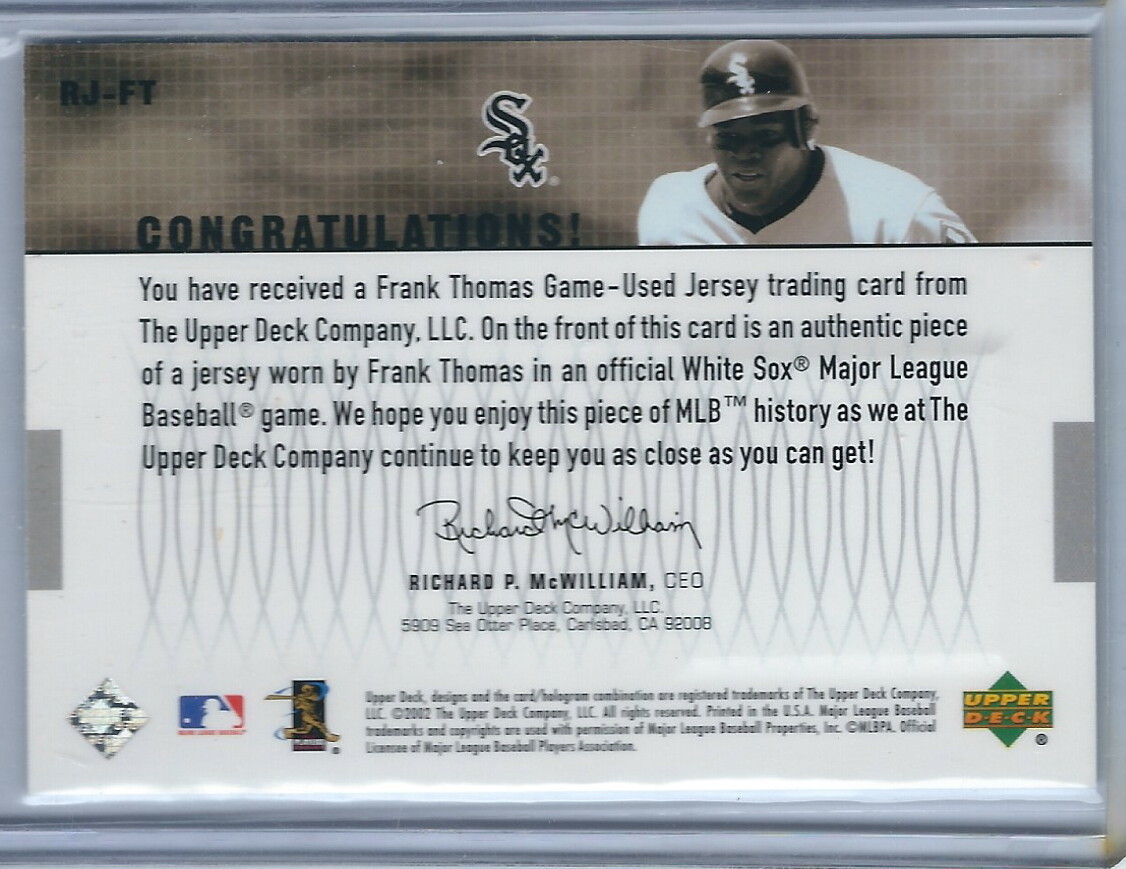 RJ-FT
Sox
CONGRATULATIONS!
You have received a Frank Thomas Game-Used Jersey trading card from
The Upper Deck Company, LLC. On the front of this card is an authentic piece
of a jersey worn by Frank Thomas in an official White Sox® Major League
Baseball® game. We hope you enjoy this piece of MLB™ history as we at The
Upper Deck Company continue to keep you as close as you can get!
Richard McWilliam
RICHARD P. McWILLIAM, CEO
The Upper Deck Company, LLC.
5909 Sea Otter Place, Carlsbad, CA 92008
Upper Deck, designs and the card/hologram combination are registered trademarks of The Upper Deck Company,
LLC. ©2002 The Upper Deck Company, LLC. All rights reserved. Printed in the U.S.A. Major League Baseball
trademarks and copyrights are used with permission of Major League Baseball Properties, Inc. ©MLBPA. Official
Licensee of Major League Baseball Players Association.
UPPER
DECK